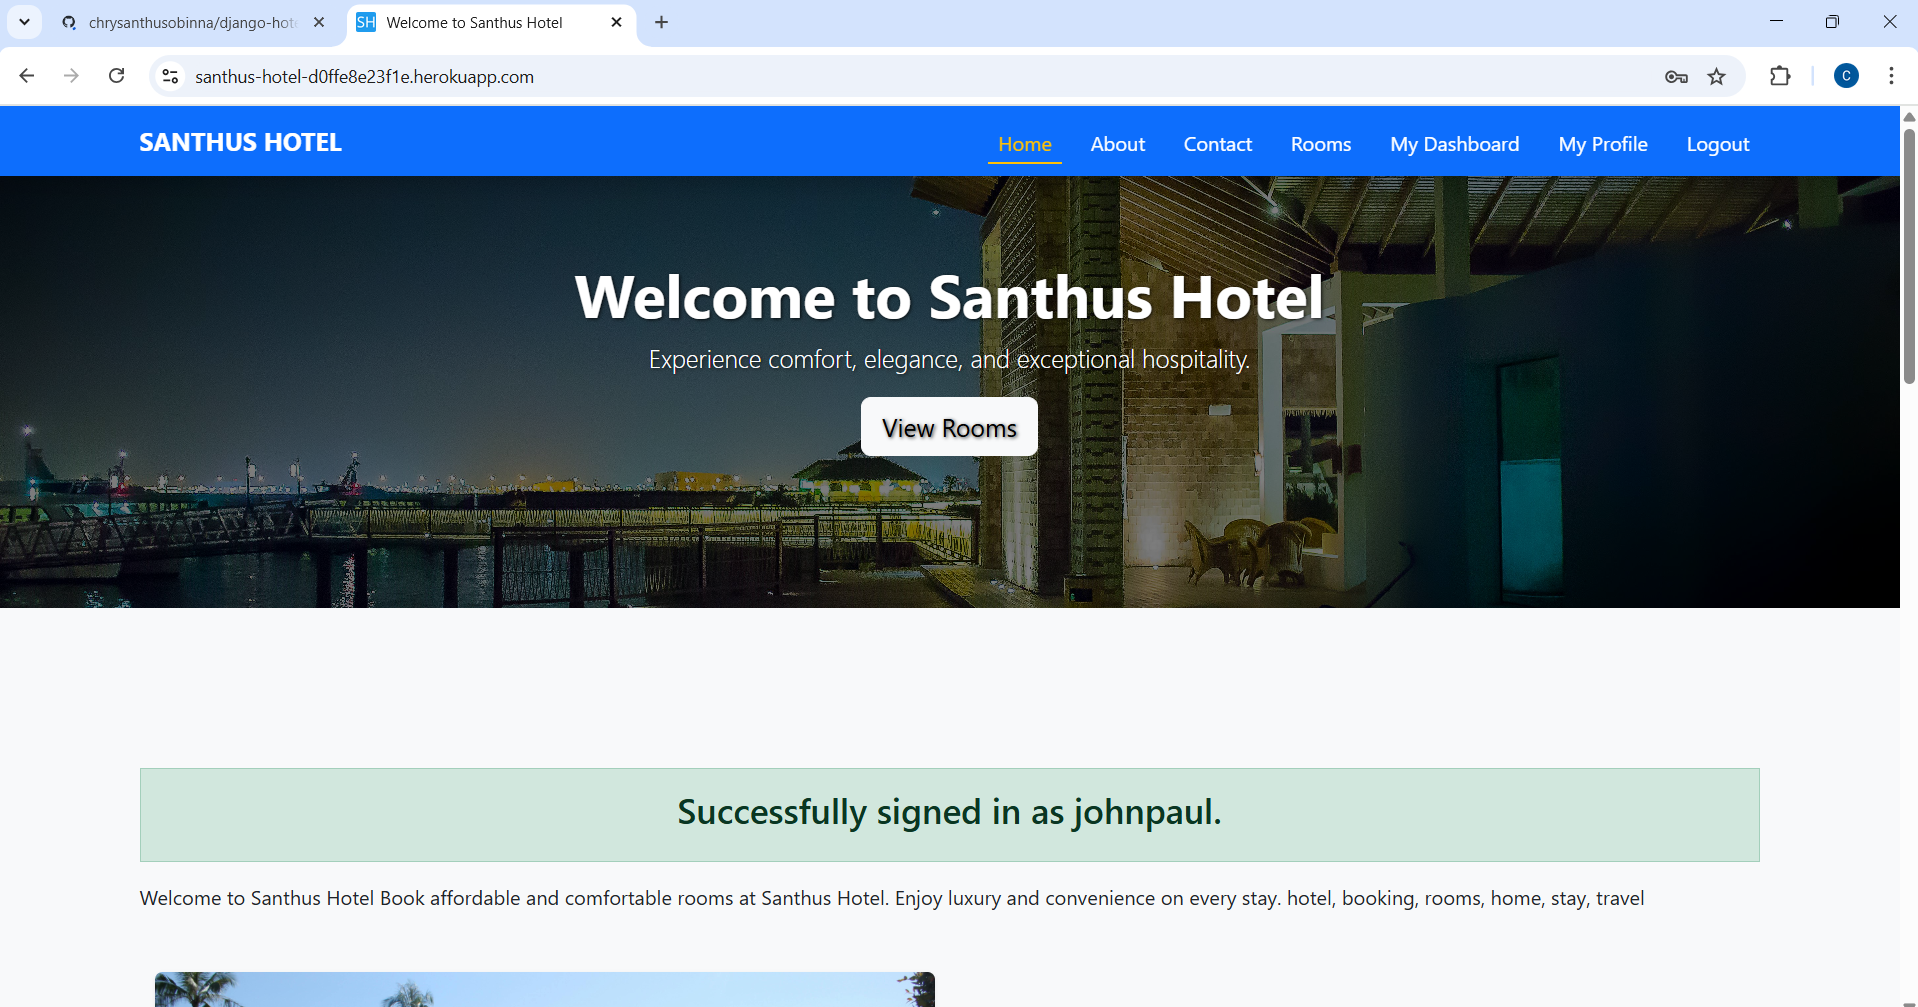 chrysanthusobinna/django-hote
SH Welcome to Santhus Hotel
santhus-hotel-d0ffe8e23f1e.herokuapp.com
C
SANTHUS HOTEL
Home About Contact Rooms My Dashboard My Profile Logout
Welcome to Santhus Hotel
Experience comfort, elegance, and exceptional hospitality.
View Rooms
Successfully signed in as johnpaul.
Welcome to Santhus Hotel Book affordable and comfortable rooms at Santhus Hotel. Enjoy luxury and convenience on every stay. hotel, booking, rooms, home, stay, travel